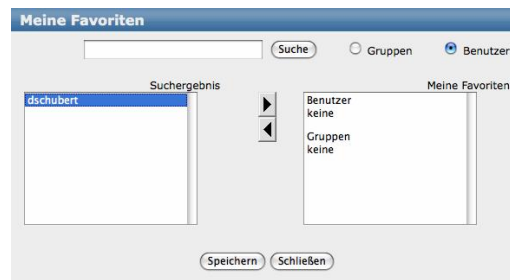 Meine Favoriten
Suche Gruppen Benutzer
Suchergebnis
dschubert
Meine Favoriten
Benutzer
keine
Gruppen
keine
Speichern Schließen